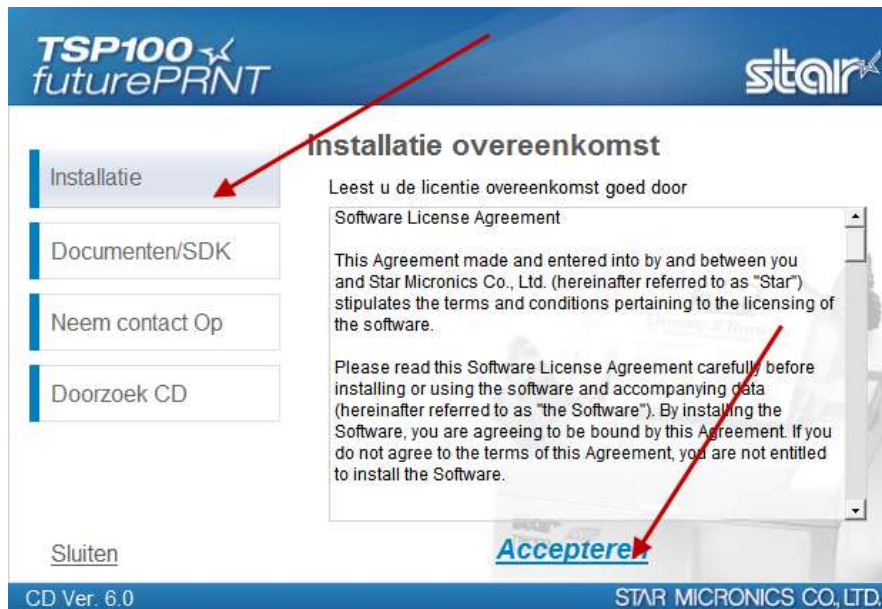 TSP100
futurePRNT
star
Installatie overeenkomst
Installatie
Leest u de licentie overeenkomst goed door
Software License Agreement
Documenten/SDK
This Agreement made and entered into by and between you
and Star Micronics Co., Ltd. (hereinafter referred to as "Star")
stipulates the terms and conditions pertaining to the licensing of
the software.
Neem contact Op
Please read this Software License Agreement carefully before
installing or using the software and accompanying data
(hereinafter referred to as "the Software"). By installing the
Software, you are agreeing to be bound by this Agreement. If you
do not agree to the terms of this Agreement, you are not entitled
to install the Software.
Doorzoek CD
Sluiten
Accepteren
CD Ver. 6.0
STAR MICRONICS CO., LTD.